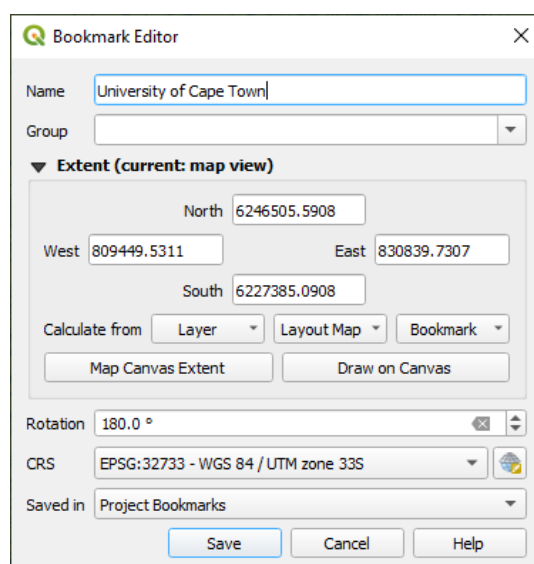 Bookmark Editor
Name University of Cape Town
Group
Extent (current: map view)
North 6246505.5908
West 809449.5311 East 830839.7307
South 6227385.0908
Calculate from Layer Layout Map Bookmark
Map Canvas Extent Draw on Canvas
Rotation 180.0 °
CRS EPSG:32733 - WGS 84 / UTM zone 33S
Saved in Project Bookmarks
Save Cancel Help